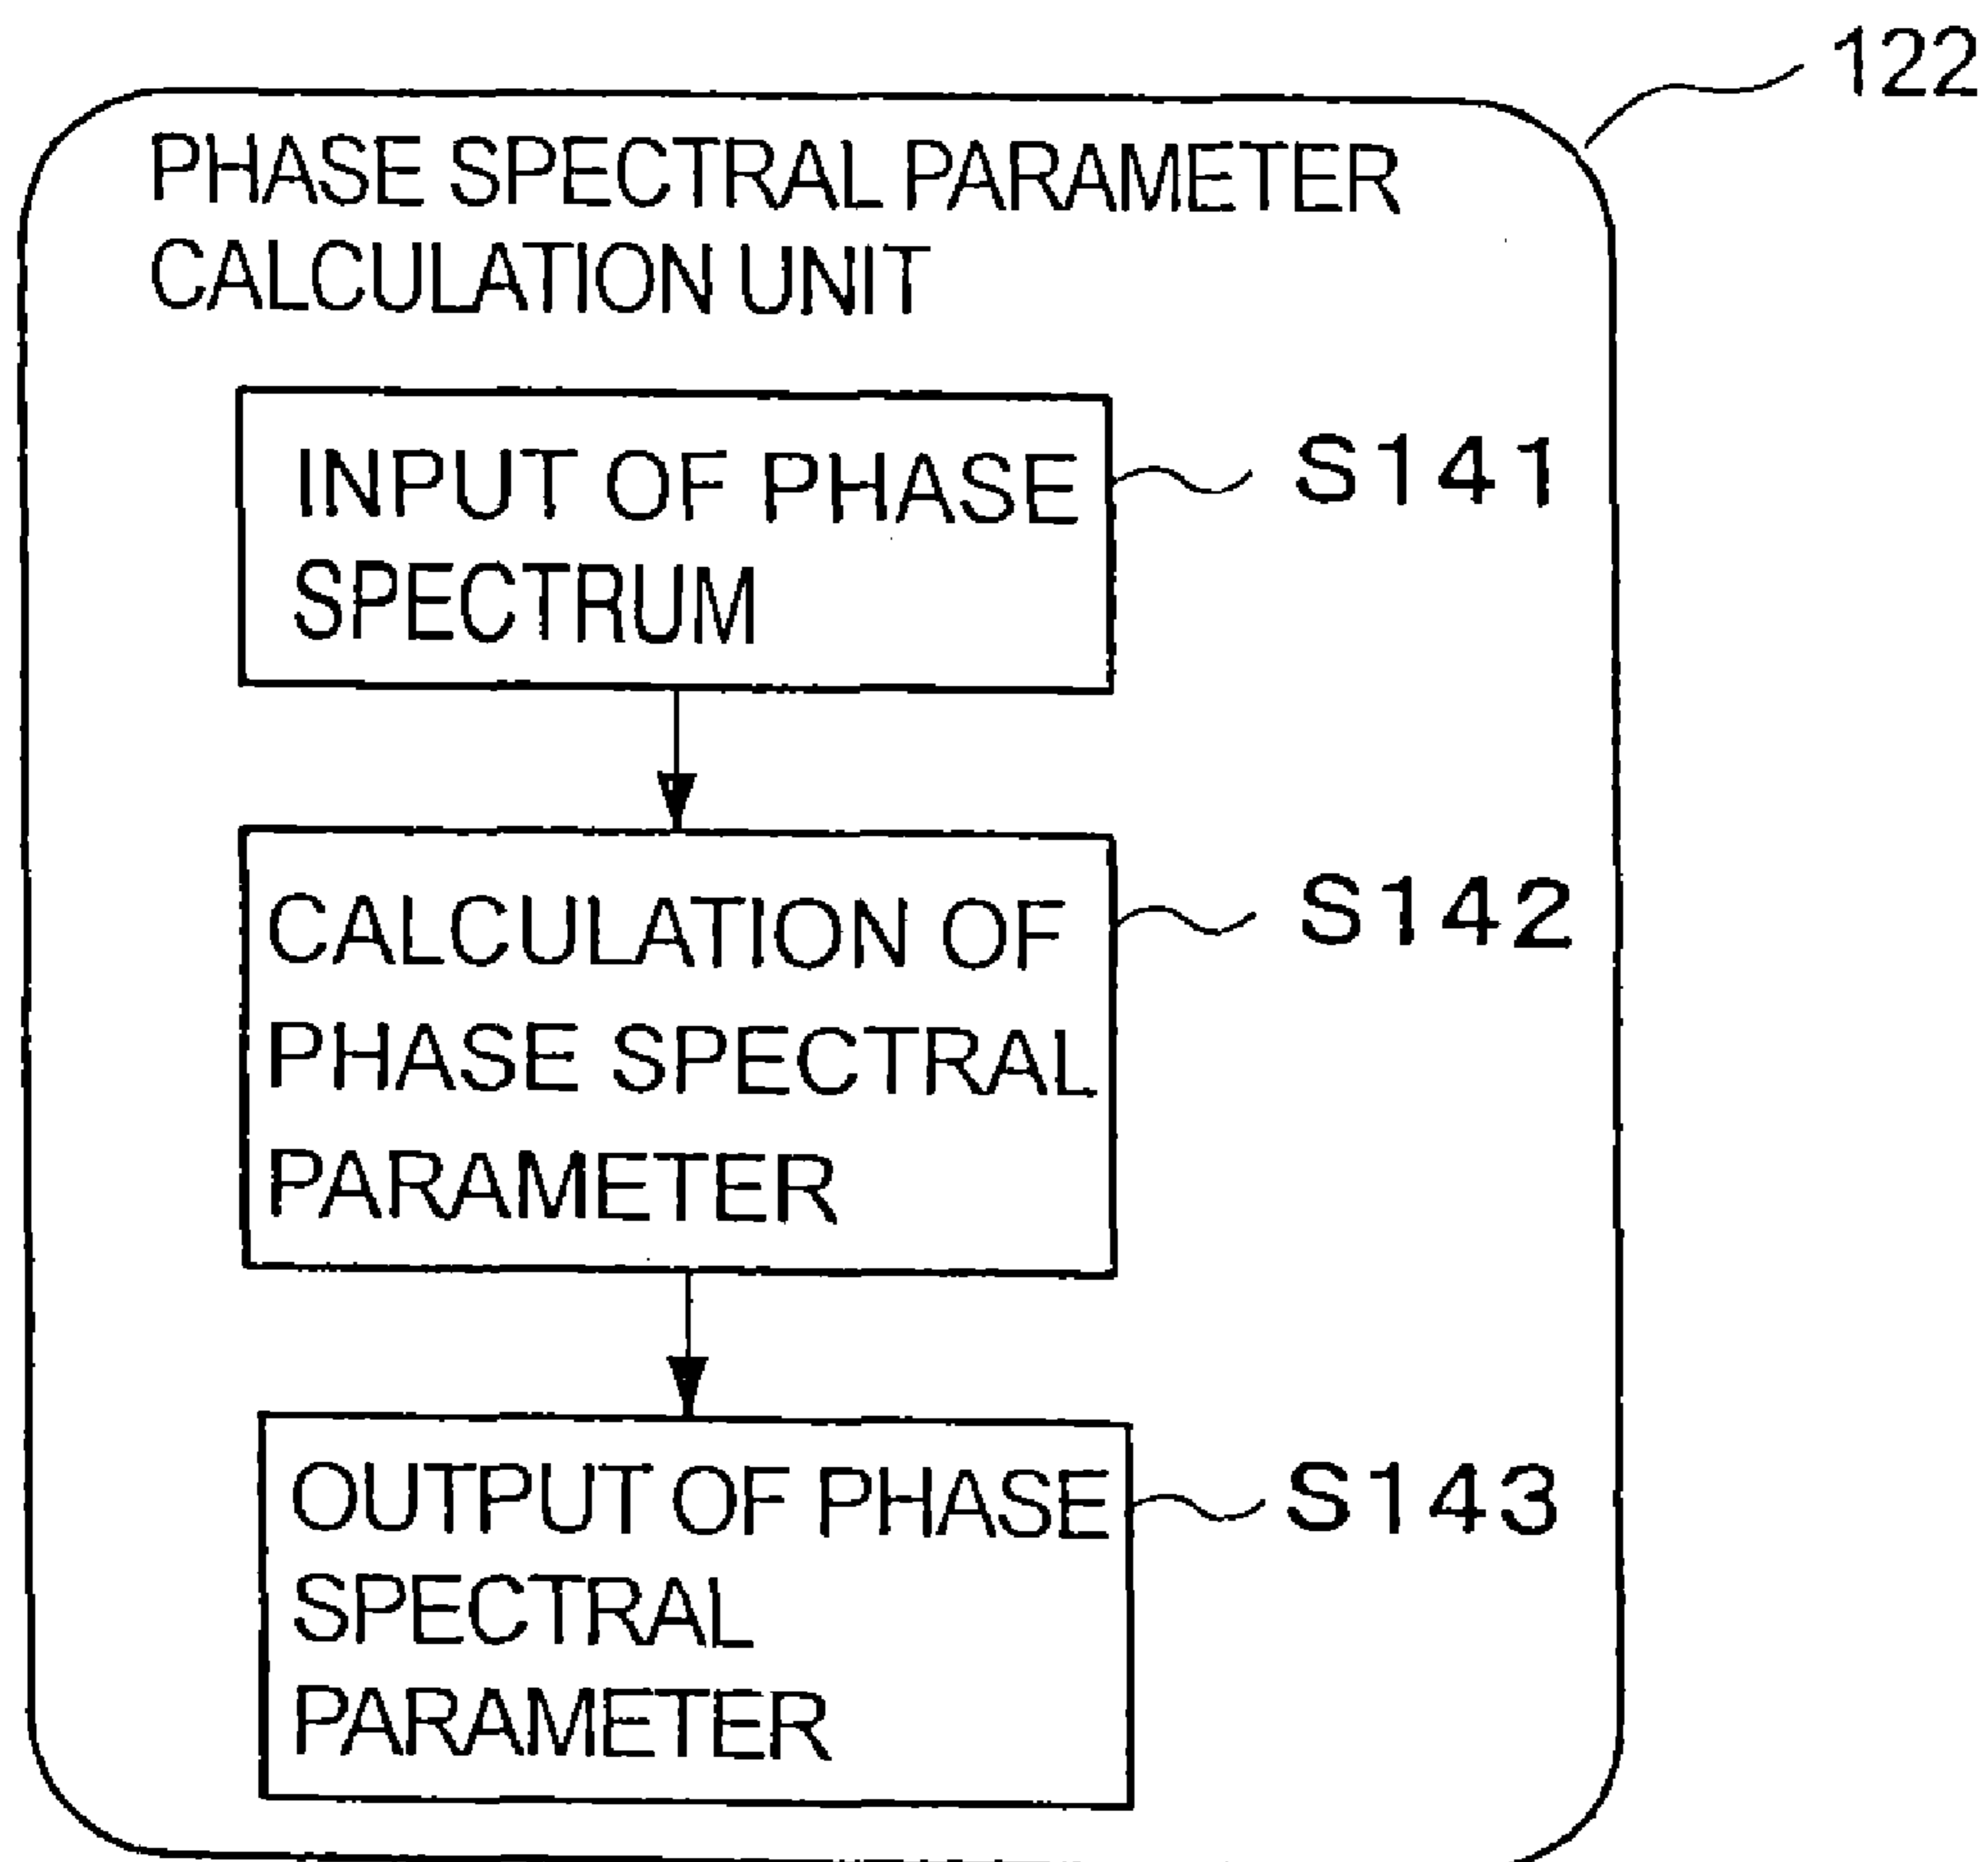 122
PHASE SPECTRAL PARAMETER
CALCULATION UNIT
INPUT OF PHASE
SPECTRUM
S141
CALCULATION OF
PHASE SPECTRAL
PARAMETER
S142
OUTPUT OF PHASE
SPECTRAL
PARAMETER
S143